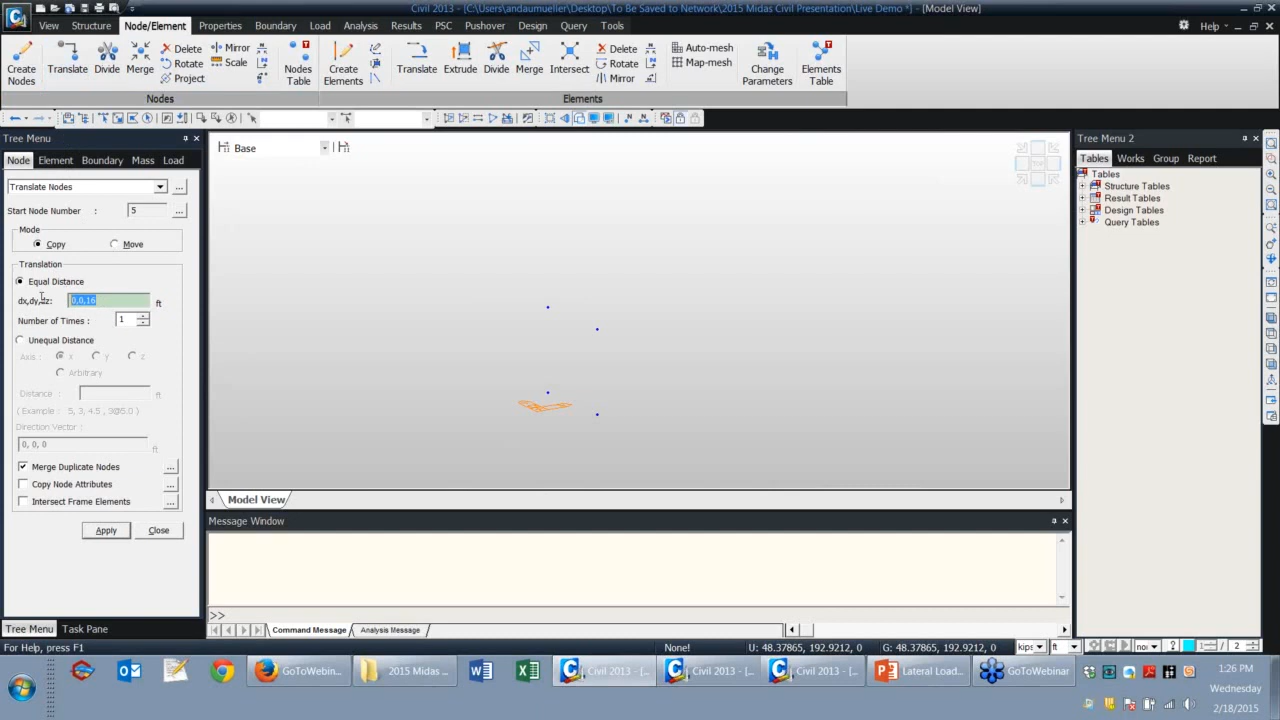 Civil 2013 - [C:\Users\andaumueller\Desktop\To Be Saved to Network\2015 Midas Civil Presentation\Live Demo *] - [Model View]
View Structure Node/Element Properties Boundary Load Analysis Results PSC Pushover Design Query Tools Help
Create Nodes Translate Divide Merge Delete Rotate Project Mirror Scale Nodes Table
Create Elements Translate Extrude Divide Merge Intersect Delete Rotate Mirror Auto-mesh Map-mesh Change Parameters Elements Table
Nodes Elements
Tree Menu
Node Element Boundary Mass Load
Translate Nodes
...
Start Node Number : 5
...
Mode
Copy Move
Translation
Equal Distance
dx,dy,dz: 0,0,16 ft
Number of Times : 1
Unequal Distance
Axis : x y z
Arbitrary
Distance : ft
( Example : 5, 3, 4.5 , 3@5.0 )
Direction Vector :
0, 0, 0 ft
Merge Duplicate Nodes ...
Copy Node Attributes ...
Intersect Frame Elements ...
Apply Close
Tree Menu Task Pane
Base
TOP
Model View
Message Window
>>
Command Message Analysis Message
Tree Menu 2
Tables Works Group Report
Tables
Structure Tables
Result Tables
Design Tables
Query Tables
For Help, press F1
None! U: 48.37865, 192.9212, 0 G: 48.37865, 192.9212, 0 kips ft non ? 1 / 2
GoToWebin... 2015 Midas ... Civil 2013 - [... Civil 2013 - [... Civil 2013 - [... Lateral Load... GoToWebinar
1:26 PM
Wednesday
2/18/2015